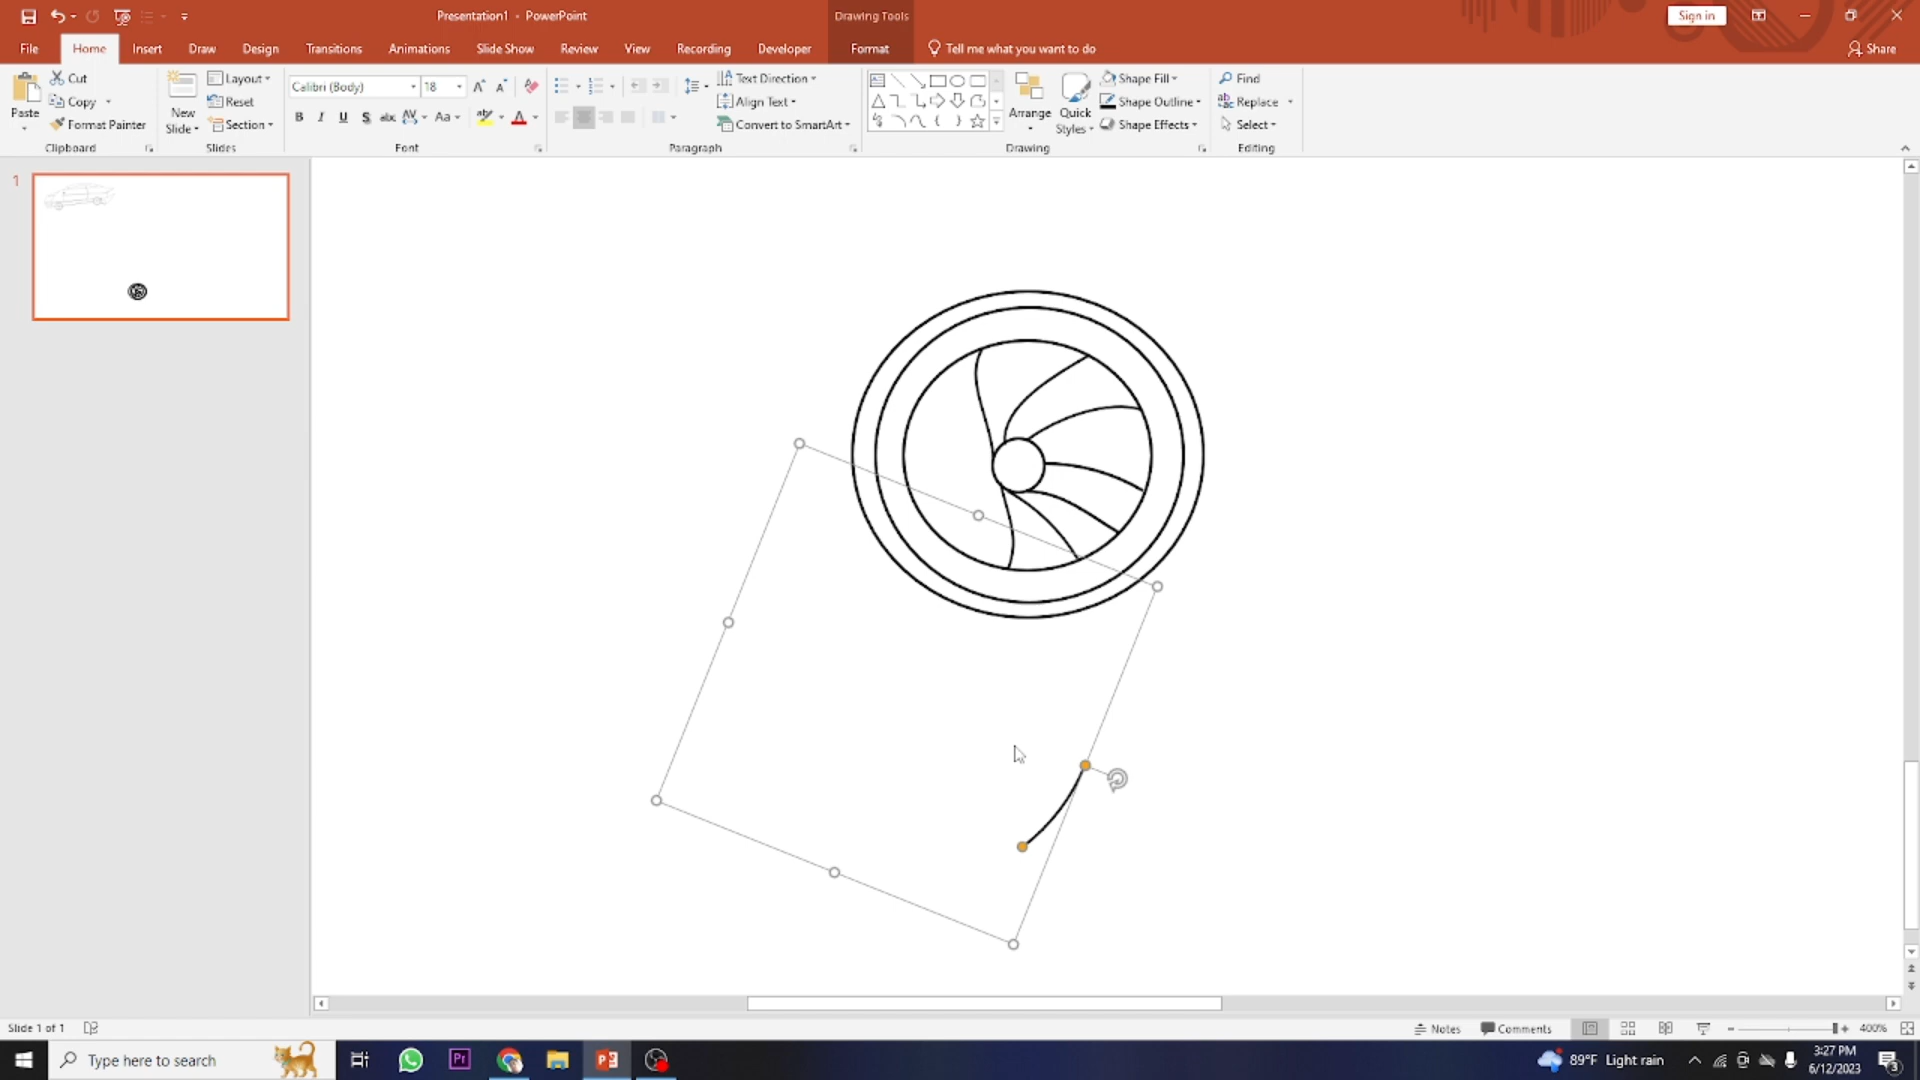 Presentation1 - PowerPoint
Drawing Tools
Sign in
File Home Insert Draw Design Transitions Animations Slide Show Review View Recording Developer Format Tell me what you want to do Share
Paste
Cut
Copy
Format Painter
Clipboard
New Slide
Layout
Reset
Section
Slides
Calibri (Body) 18
B I U S abc AV Aa A
Font
Text Direction
Align Text
Convert to SmartArt
Paragraph
Arrange
Quick Styles
Shape Fill
Shape Outline
Shape Effects
Drawing
Find
Replace
Select
Editing
1
Slide 1 of 1
Notes Comments 400%
Type here to search
89°F Light rain
3:27 PM
6/12/2023
3